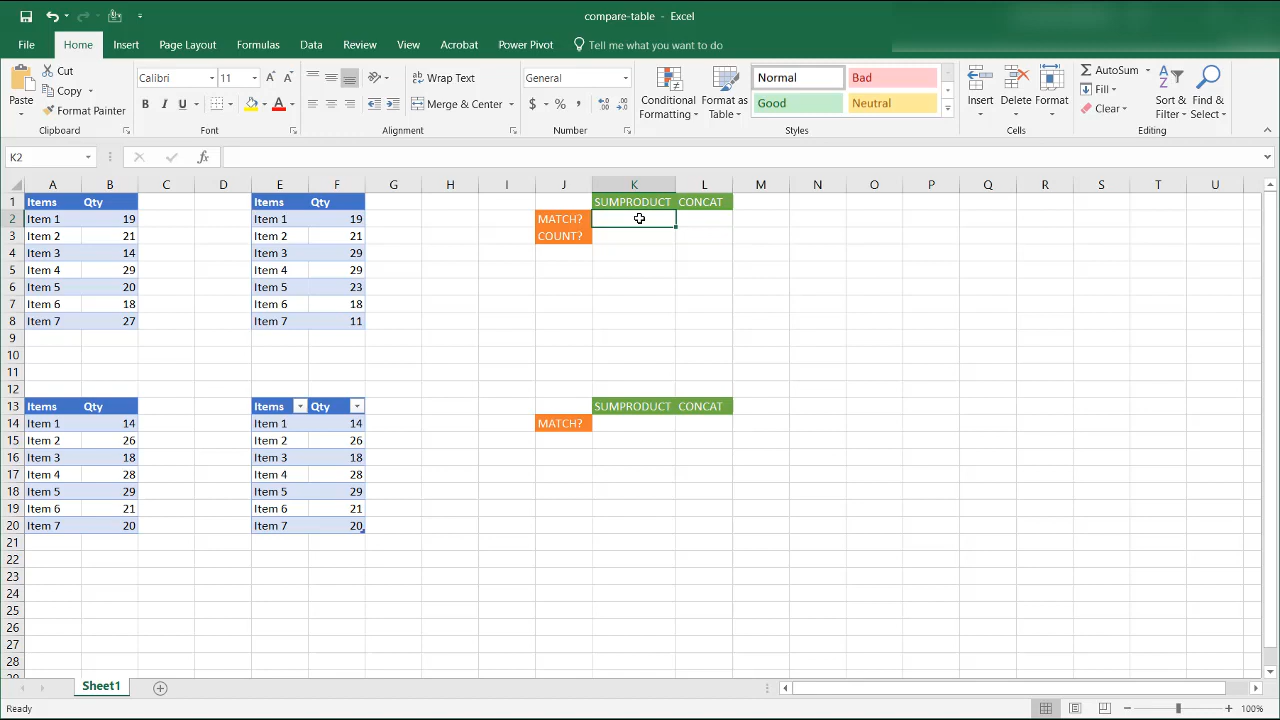 compare-table - Excel
File Home Insert Page Layout Formulas Data Review View Acrobat Power Pivot Tell me what you want to do
Paste
Cut
Copy
Format Painter
Clipboard
Calibri 11
B I U
Font
Wrap Text
Merge & Center
Alignment
General
$ % ,
Number
Conditional Formatting
Format as Table
Normal Bad
Good Neutral
Styles
Insert Delete Format
Cells
AutoSum
Fill
Clear
Sort & Filter
Find & Select
Editing
K2 fx
A B C D E F G H I J K L M N O P Q R S T U
1 Items Qty Items Qty SUMPRODUCT CONCAT
2 Item 1 19 Item 1 19 MATCH?
3 Item 2 21 Item 2 21 COUNT?
4 Item 3 14 Item 3 29
5 Item 4 29 Item 4 29
6 Item 5 20 Item 5 23
7 Item 6 18 Item 6 18
8 Item 7 27 Item 7 11
9
10
11
12
13 Items Qty Items Qty SUMPRODUCT CONCAT
14 Item 1 14 Item 1 14 MATCH?
15 Item 2 26 Item 2 26
16 Item 3 18 Item 3 18
17 Item 4 28 Item 4 28
18 Item 5 29 Item 5 29
19 Item 6 21 Item 6 21
20 Item 7 20 Item 7 20
21
22
23
24
25
26
27
28
Sheet1
Ready 100%